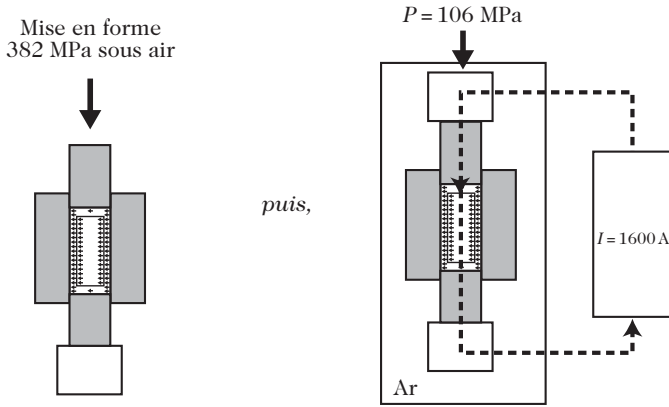 Mise en forme
382 MPa sous air
P = 106 MPa
puis,
I = 1600 A
Ar